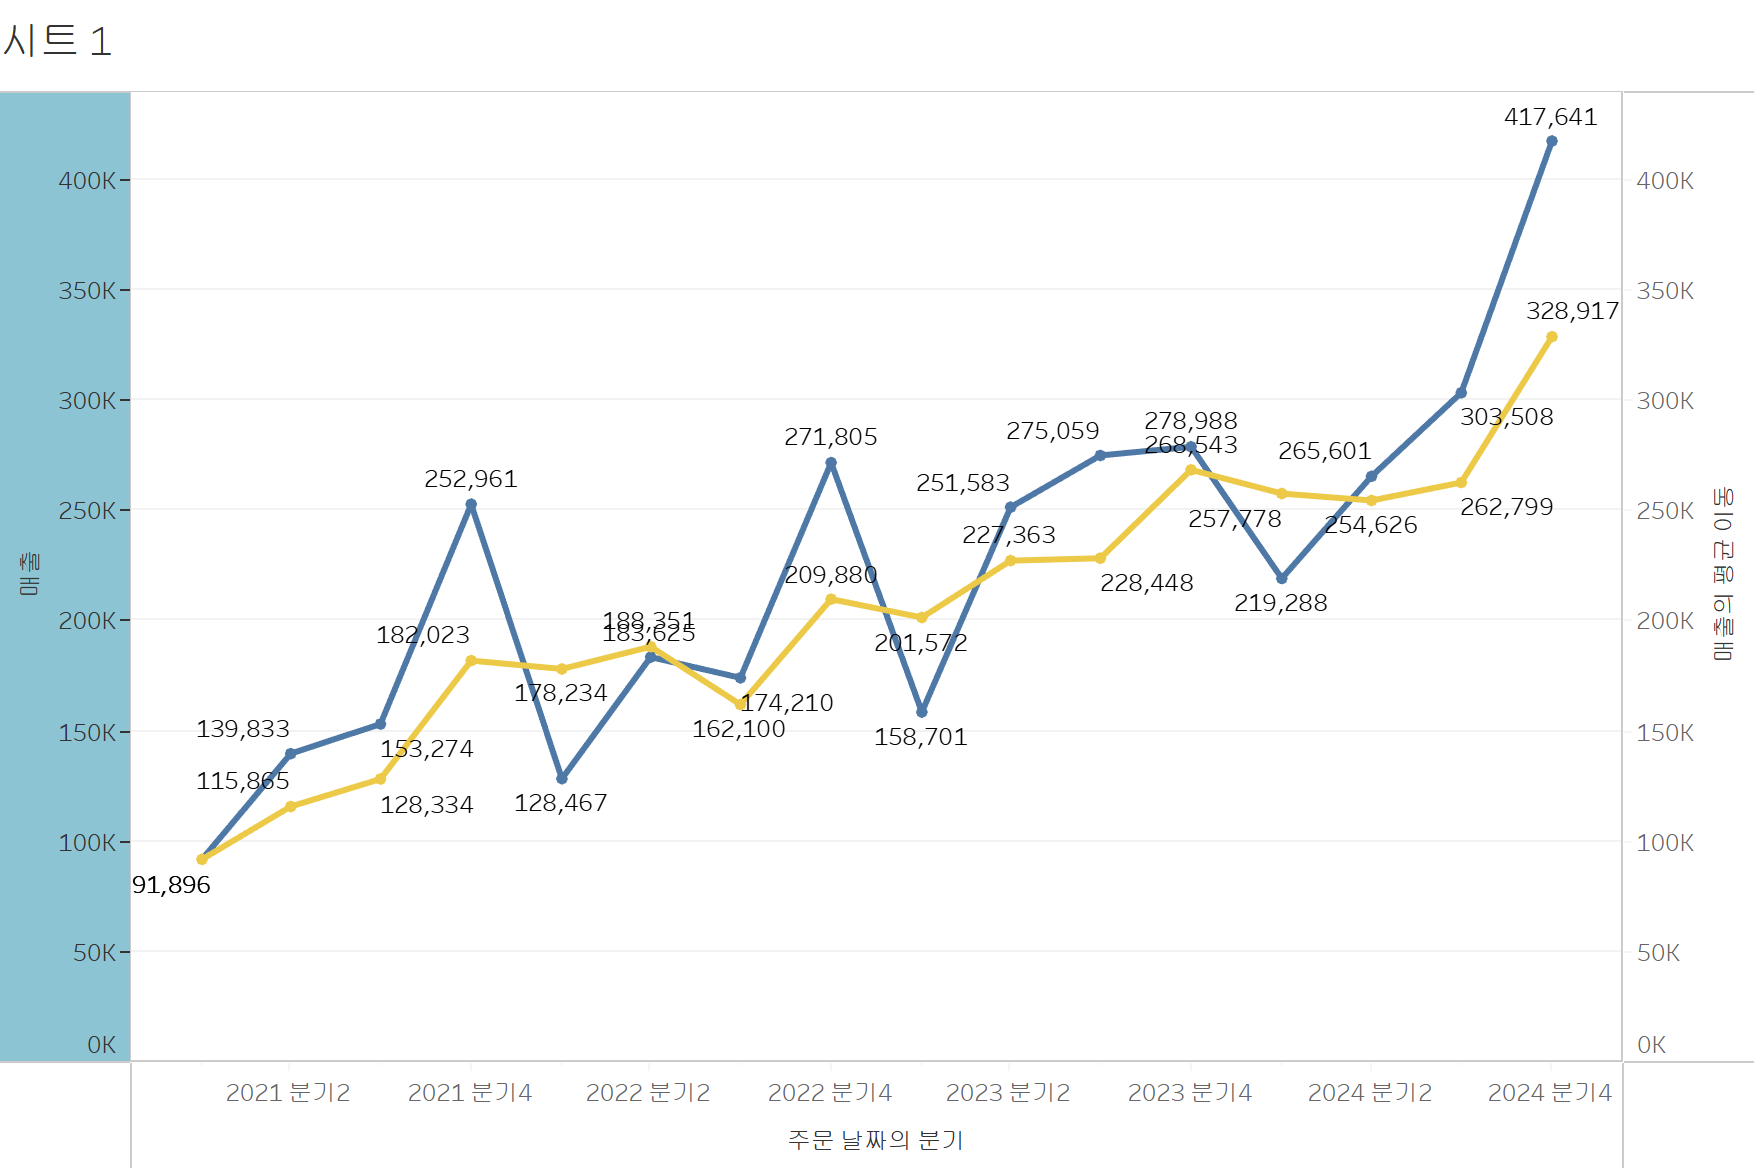 시트 1
417,641
400K
400K
350K
350K
328,917
300K
300K
303,508
278,988
275,059
268,543
271,805
265,601
252,961
251,583
250K
250K
257,778
254,626
262,799
227,363
228,448
209,880
219,288
200K
200K
188,351
183,625
182,023
201,572
178,234
174,210
162,100
158,701
150K
150K
139,833
153,274
115,865
128,334
128,467
100K
100K
91,896
50K
50K
0K
0K
매출
매출의 평균 이동
2021 분기2
2021 분기4
2022 분기2
2022 분기4
2023 분기2
2023 분기4
2024 분기2
2024 분기4
주문 날짜의 분기